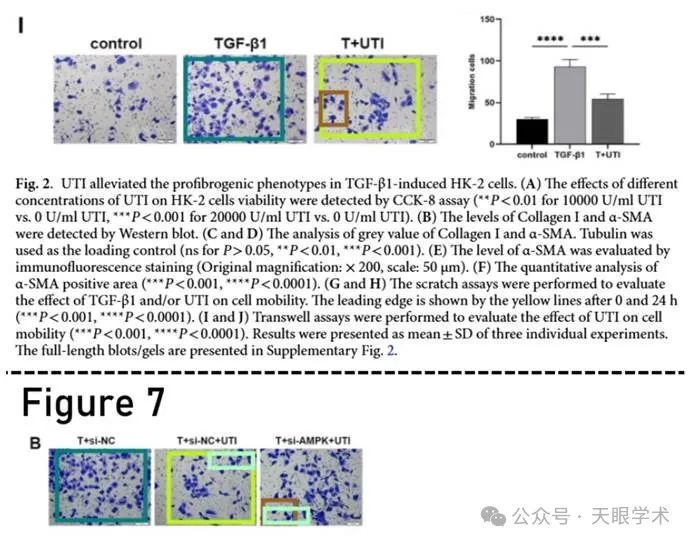 I
control
TGF-β1
T+UTI
Migration cells
150
100
50
0
****
***
control
TGF-β1
T+UTI
Fig. 2. UTI alleviated the profibrogenic phenotypes in TGF-β1-induced HK-2 cells. (A) The effects of different
concentrations of UTI on HK-2 cells viability were detected by CCK-8 assay (**P<0.01 for 10000 U/ml UTI
vs. 0 U/ml UTI, ***P<0.001 for 20000 U/ml UTI vs. 0 U/ml UTI). (B) The levels of Collagen I and α-SMA
were detected by Western blot. (C and D) The analysis of grey value of Collagen I and α-SMA. Tubulin was
used as the loading control (ns for P>0.05, **P<0.01, ***P<0.001). (E) The level of α-SMA was evaluated by
immunofluorescence staining (Original magnification: × 200, scale: 50 μm). (F) The quantitative analysis of
α-SMA positive area (***P<0.001, ****P<0.0001). (G and H) The scratch assays were performed to evaluate
the effect of TGF-β1 and/or UTI on cell mobility. The leading edge is shown by the yellow lines after 0 and 24 h
(***P<0.001, ****P<0.0001). (I and J) Transwell assays were performed to evaluate the effect of UTI on cell
mobility (***P<0.001, ****P<0.0001). Results were presented as mean±SD of three individual experiments.
The full-length blots/gels are presented in Supplementary Fig. 2.
Figure 7
B
T+si-NC
T+si-NC+UTI
T+si-AMPK+UTI
公众号 · 天眼学术